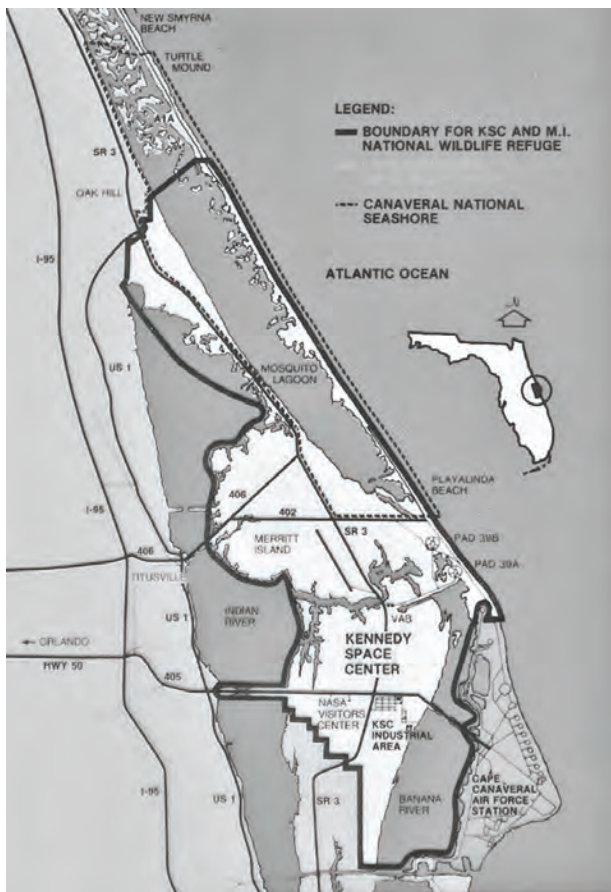 NEW SMYRNA
BEACH
TURTLE
MOUND
A1A
SR 3
OAK HILL
I-95
LEGEND:
BOUNDARY FOR KSC AND M.I.
NATIONAL WILDLIFE REFUGE
CANAVERAL NATIONAL
SEASHORE
ATLANTIC OCEAN
N
US 1
MOSQUITO
LAGOON
PLAYALINDA
BEACH
I-95
406
402
SR 3
MERRITT
ISLAND
PAD 39B
PAD 39A
406
TITUSVILLE
US 1
INDIAN
RIVER
VAB
ORLANDO
HWY 50
405
KENNEDY
SPACE
CENTER
NASA
VISITORS
CENTER
KSC
INDUSTRIAL
AREA
CAPE
CANAVERAL
AIR FORCE
STATION
I-95
US 1
SR 3
BANANA
RIVER